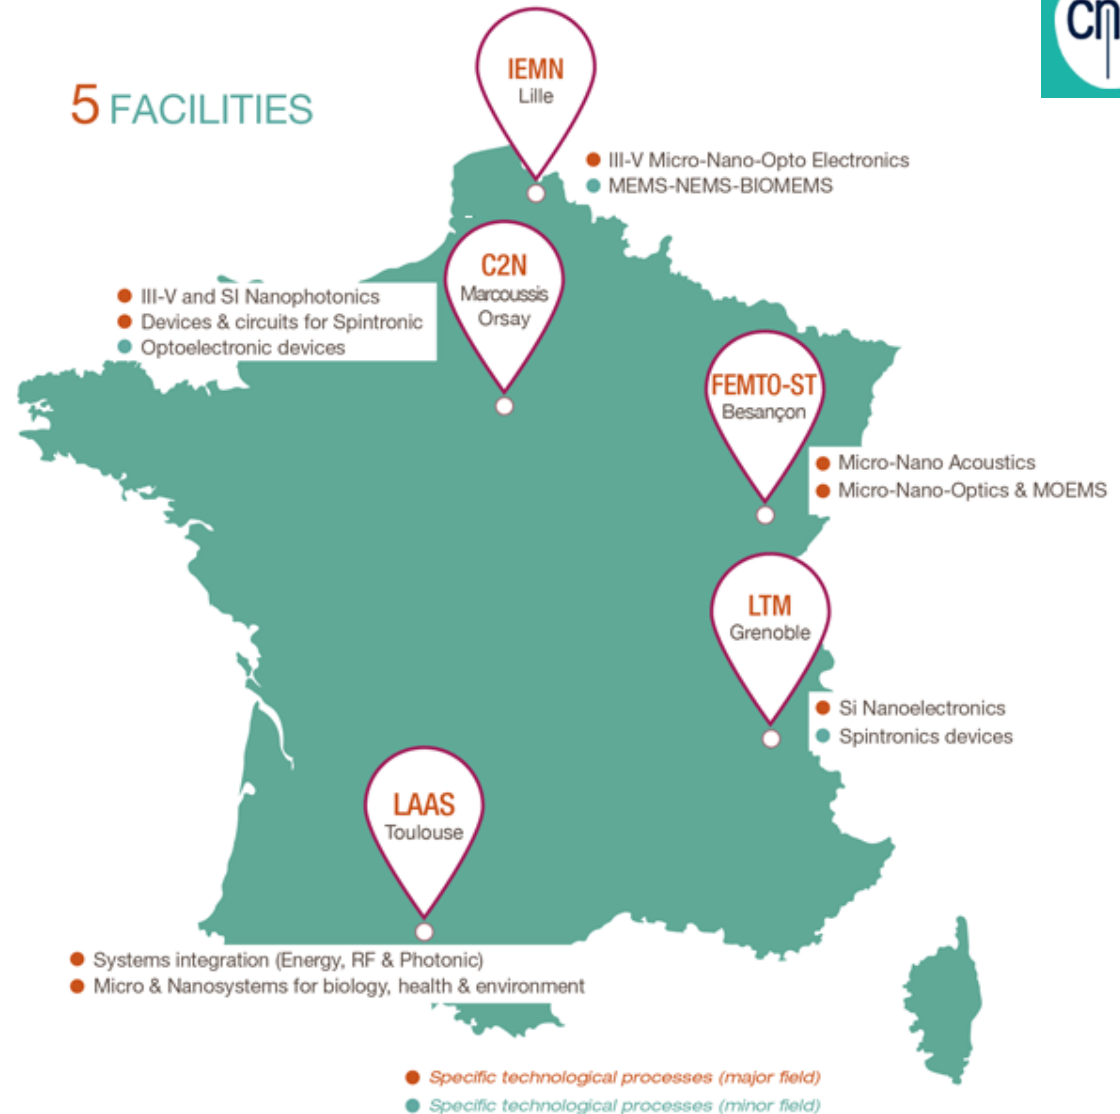 cn
5 FACILITIES
IEMN
Lille
III-V Micro-Nano-Opto Electronics
MEMS-NEMS-BIOMEMS
C2N
Marcoussis
Orsay
III-V and SI Nanophotonics
Devices & circuits for Spintronic
Optoelectronic devices
FEMTO-ST
Besançon
Micro-Nano Acoustics
Micro-Nano-Optics & MOEMS
LTM
Grenoble
Si Nanoelectronics
Spintronics devices
LAAS
Toulouse
Systems integration (Energy, RF & Photonic)
Micro & Nanosystems for biology, health & environment
Specific technological processes (major field)
Specific technological processes (minor field)